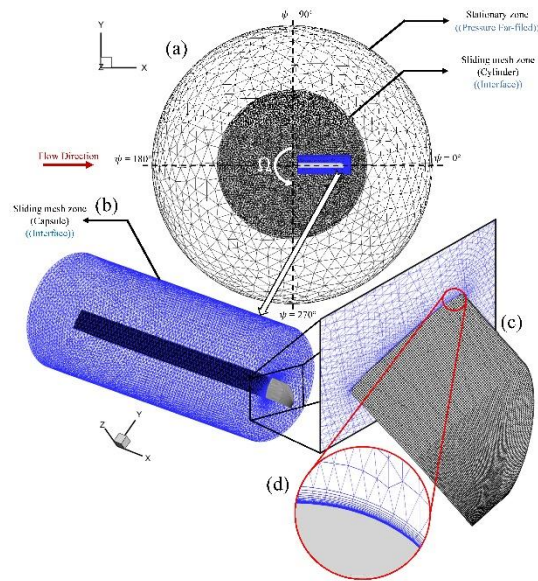 ψ 90°
Stationary zone
((Pressure Far-filed))
Y
(a)
Z X
Sliding mesh zone
(Cylinder)
((Interface))
Flow Direction
ψ = 180°
Ω
ψ = 0°
Sliding mesh zone
(Capsule)
((Interface))
(b)
ψ = 270°
(c)
Z Y
X
(d)